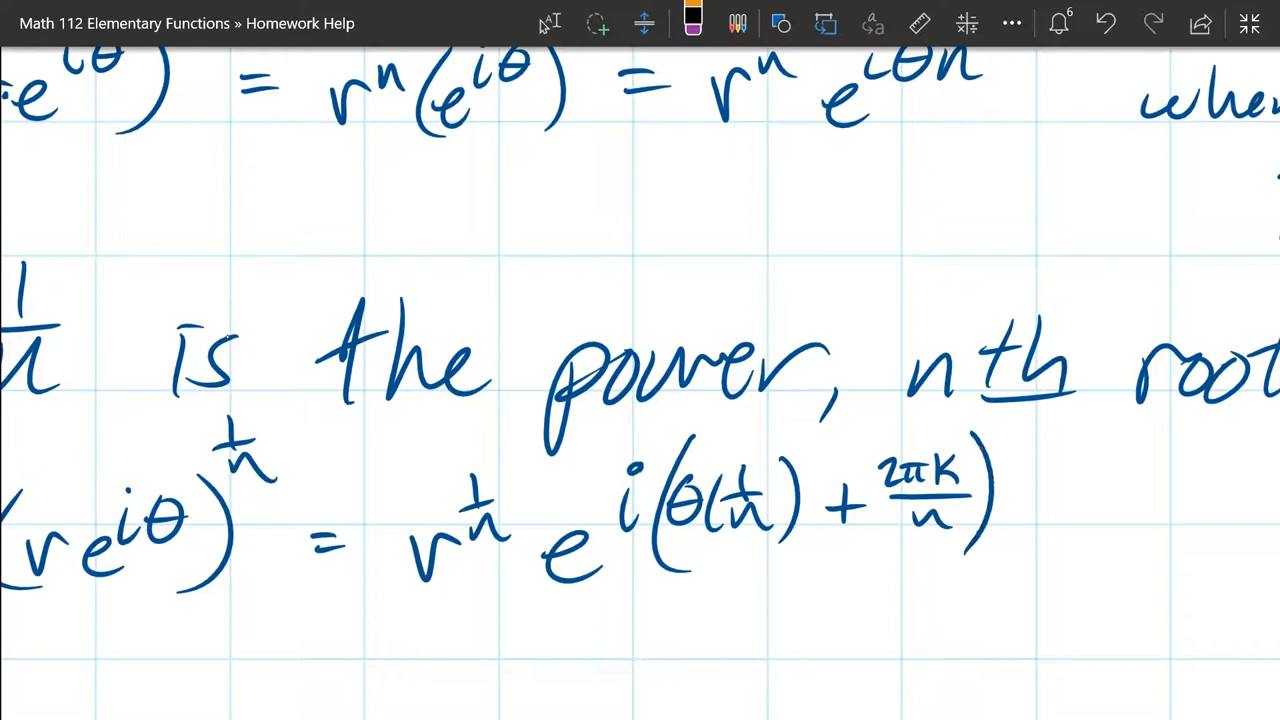 Math 112 Elementary Functions » Homework Help
6
·e^{iθ}) = r^n (e^{iθ}) = r^n e^{iθn} when
1/n is the power, nth root
(re^{iθ})^{1/n} = r^{1/n} e^{i(θ(1/n) + 2πk/n)}